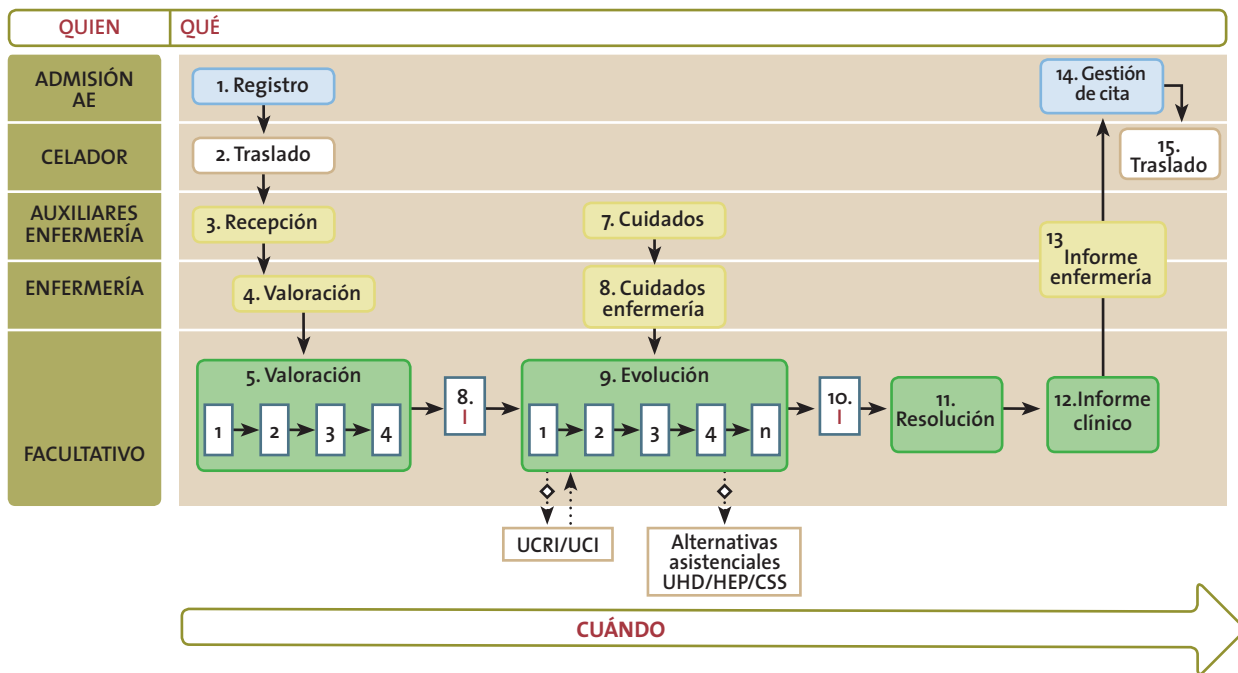 QUIEN
QUÉ
ADMISIÓN
AE
1. Registro
14. Gestión
de cita
CELADOR
2. Traslado
15.
Traslado
AUXILIARES
ENFERMERÍA
3. Recepción
7. Cuidados
13
Informe
enfermería
ENFERMERÍA
4. Valoración
8. Cuidados
enfermería
FACULTATIVO
5. Valoración
1
2
3
4
8.
I
9. Evolución
1
2
3
4
n
10.
I
11.
Resolución
12.Informe
clínico
UCRI/UCI
Alternativas
asistenciales
UHD/HEP/CSS
CUÁNDO